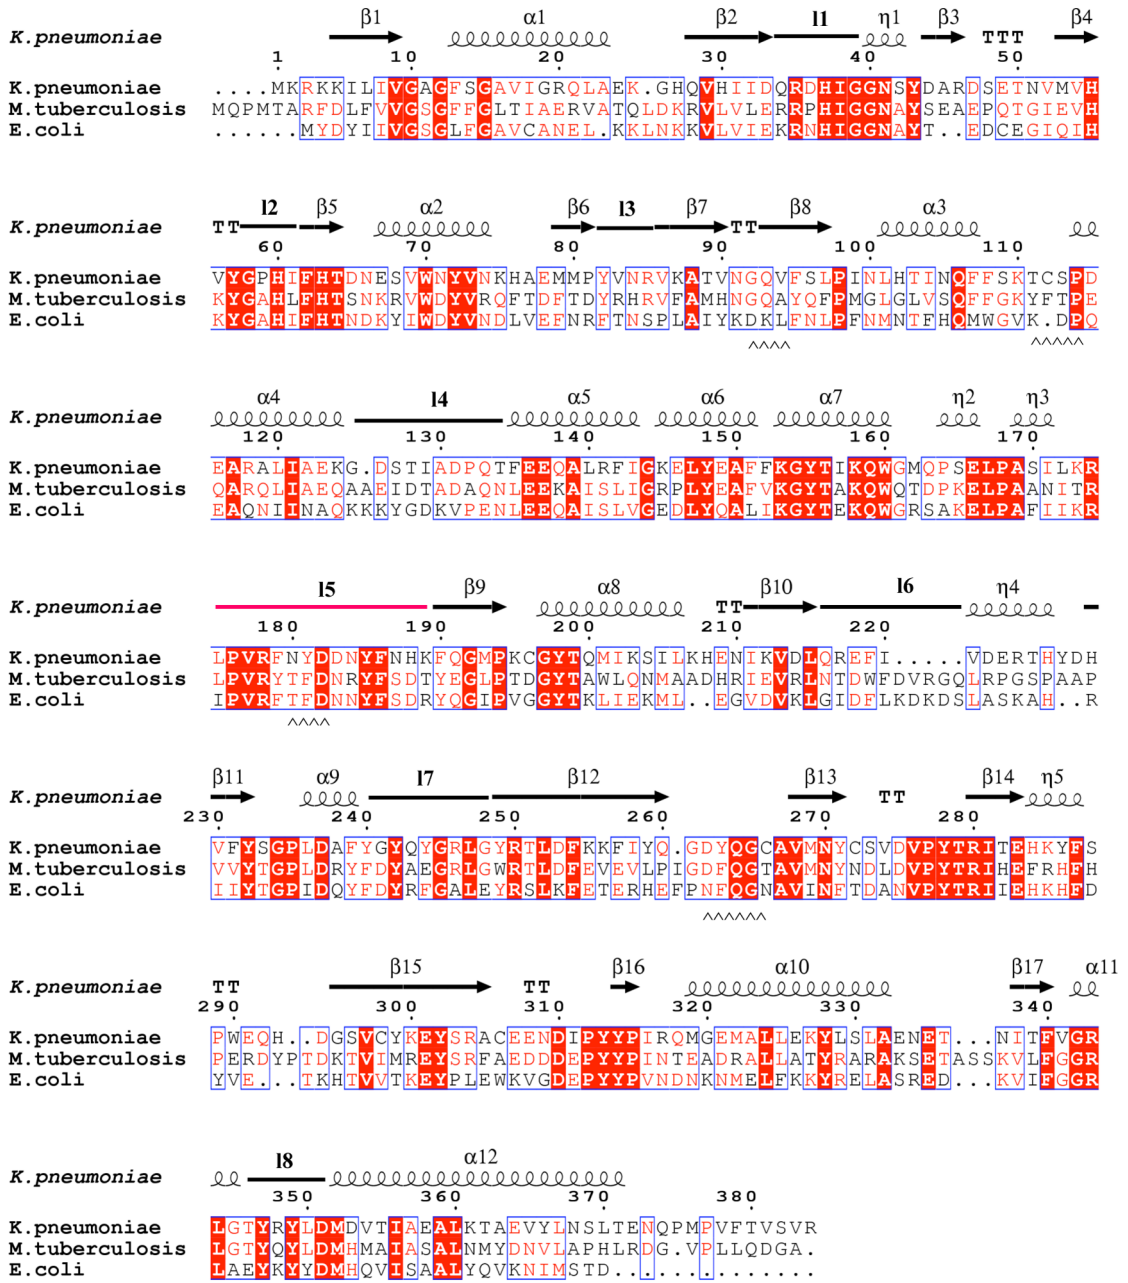 β1 α1 β2 l1 η1 β3 β4
K.pneumoniae TTT
1 10 20 30 40 50
K.pneumoniae ....MKRKKILIVGAGFSGAVIGRQLAEK.GHQVHIIDQRDHIGGNSYDARDSETNVMVH
M.tuberculosis MQPMTARFDLFVVGSGFFGLTIAERVATQLDKRVLVLERRPHIGGNAYSEAEPQTGIEVH
E.coli ......MYDYIIVGSGLFGAVCANEL.KKLNKKVLVIEKRNHIGGNAYT..EDCEGIQIH
l2 β5 α2 β6 l3 β7 β8 α3
K.pneumoniae TT TT
60 70 80 90 100 110
K.pneumoniae VYGPHIFHTDNESVWNYVNKHAEMMPYVNRVKATVNGQVFSLPINLHTINQFFSKTCSPD
M.tuberculosis KYGAHLFHTSNKRVWDYVRQFTDFTDYRHRVFAMHNGQAYQFPMGLGLVSQFFGKYFTPE
E.coli KYGAHIFHTNDKYIWDYVNDLVEFNRFTNSPLAIYKDKLFNLPFNMNTFHQMWGVK.DPQ
^^^^ ^^^^^
α4 l4 α5 α6 α7 η2 η3
K.pneumoniae
120 130 140 150 160 170
K.pneumoniae EARALIAEKG.DSTIADPQTFEEQALRFIGKELYEAFFKGYTIKQWGMQPSELPASILKR
M.tuberculosis QARQLIAEQAAEIDTADAQNLEEKAISLIGRPLYEAFVKGYTAKQWQTDPKELPAANITR
E.coli EAQNIINAQKKKYGDKVPENLEEQAISLVGEDLYQALIKGYTEKQWGRSAKELPAFIIKR
l5 β9 α8 β10 l6 η4
K.pneumoniae TT
180 190 200 210 220
K.pneumoniae LPVRFNYDDNYFNHKFQGMPKCGYTQMIKSILKHENIKVDLQREFI.....VDERTHYDH
M.tuberculosis LPVRYTFDNRYFSDTYEGLPTDGYTAWLQNMAADHRIEVRLNTDWFDVRGQLRPGSPAAP
E.coli IPVRFTFDNNYFSDRYQGIPVGGYTKLIEKML..EGVDVKLGIDFLKDKDSLASKAH..R
^^^^
β11 α9 l7 β12 β13 β14 η5
K.pneumoniae TT
230 240 250 260 270 280
K.pneumoniae VFYSGPLDAFYGYQYGRLGYRTLDFKKFIYQ.GDYQGCAVMNYCSVDVPYTRITEHKYFS
M.tuberculosis VVYTGPLDRYFDYAEGRLGWRTLDFEVEVLPIGDFQGTAVMNYNDLDVPYTRIHEFRHFH
E.coli IIYTGPIDQYFDYRFGALEYRSLKFETERHEFPNFQGNAVINFTDANVPYTRIIEHKHFD
^^^^^^
β15 β16 α10 β17 α11
K.pneumoniae TT TT
290 300 310 320 330 340
K.pneumoniae PWEQH..DGSVCYKEYSRACEENDIPYYPIRQMGEMALLEKYLSLAENET...NITFVGR
M.tuberculosis PERDYPTDKTVIMREYSRFAEDDDEPYYPINTEADRALLATYRARAKSETASSKVLFGGR
E.coli YVE...TKHTVVTKEYPLEWKVGDEPYYPVNDNKNMELFKKYRELASRED...KVIFGGR
l8 α12
K.pneumoniae
350 360 370 380
K.pneumoniae LGTYRYLDMDVTIAEALKTAEVYLNSLTENQPMPVFTVSVR
M.tuberculosis LGTYQYLDMHMAIASALNMYDNVLAPHLRDG.VPLLQDGA.
E.coli LAEYKYYDMHQVISAALYQVKNIMSTD..............